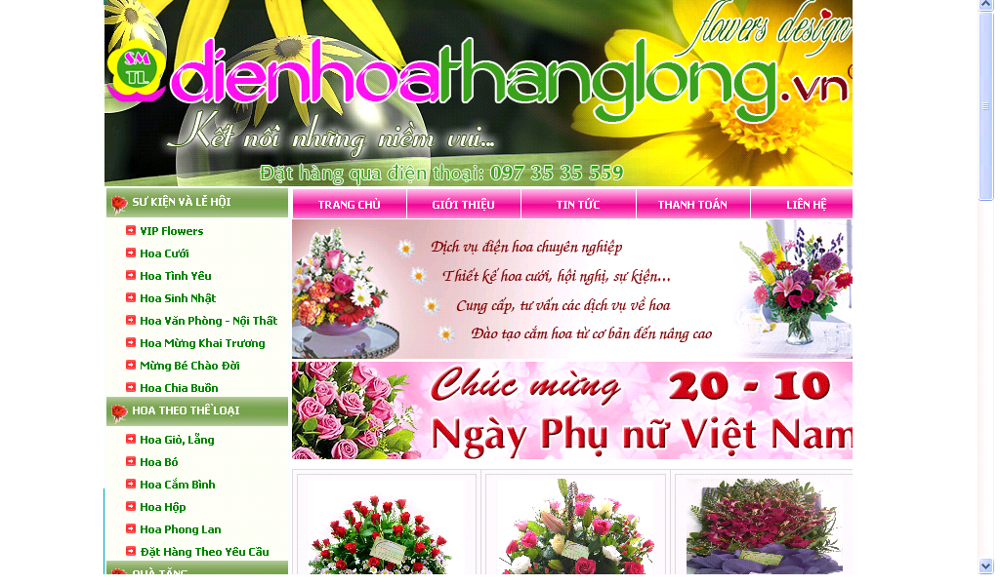 flowers design
SM
TL
dienhoathanglong.vn
Kết nối những niềm vui...
Đặt hàng qua điện thoại: 097 35 35 559
SỰ KIỆN VÀ LỄ HỘI
TRANG CHỦ
GIỚI THIỆU
TIN TỨC
THANH TOÁN
LIÊN HỆ
VIP Flowers
Hoa Cưới
Hoa Tình Yêu
Hoa Sinh Nhật
Hoa Văn Phòng - Nội Thất
Hoa Mừng Khai Trương
Mừng Bé Chào Đời
Hoa Chia Buồn
Dịch vụ điện hoa chuyên nghiệp
Thiết kế hoa cưới, hội nghị, sự kiện...
Cung cấp, tư vấn các dịch vụ về hoa
Đào tạo cắm hoa từ cơ bản đến nâng cao
Chúc mừng 20 - 10
Ngày Phụ nữ Việt Nam
HOA THEO THỂ LOẠI
Hoa Giỏ, Lẵng
Hoa Bó
Hoa Cắm Bình
Hoa Hộp
Hoa Phong Lan
Đặt Hàng Theo Yêu Cầu
QUÀ TẶNG